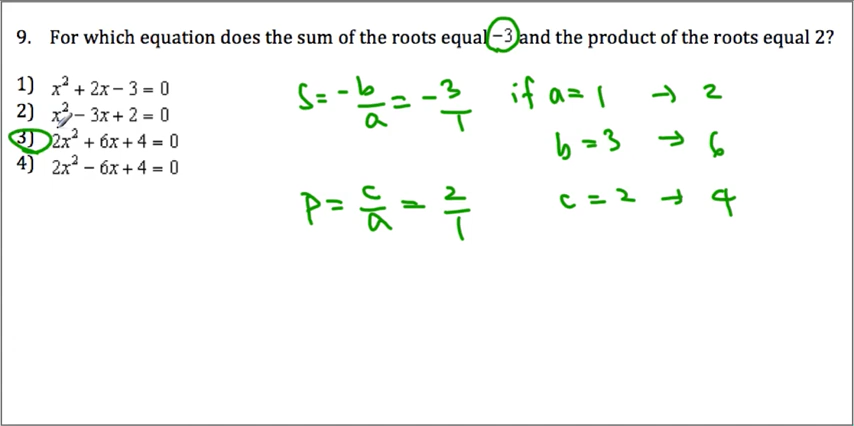 9. For which equation does the sum of the roots equal -3 and the product of the roots equal 2?
1) x² + 2x − 3 = 0
2) x² − 3x + 2 = 0
3) 2x² + 6x + 4 = 0
4) 2x² − 6x + 4 = 0
S = -b/a = -3/1 if a = 1 → 2
b = 3 → 6
P = c/a = 2/1 c = 2 → 4